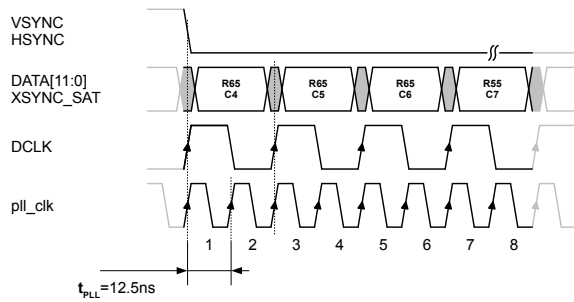 VSYNC
HSYNC
DATA[11:0]
XSYNC_SAT
R65
C4
R65
C5
R65
C6
R55
C7
DCLK
pll_clk
1 2 3 4 5 6 7 8
tPLL=12.5ns